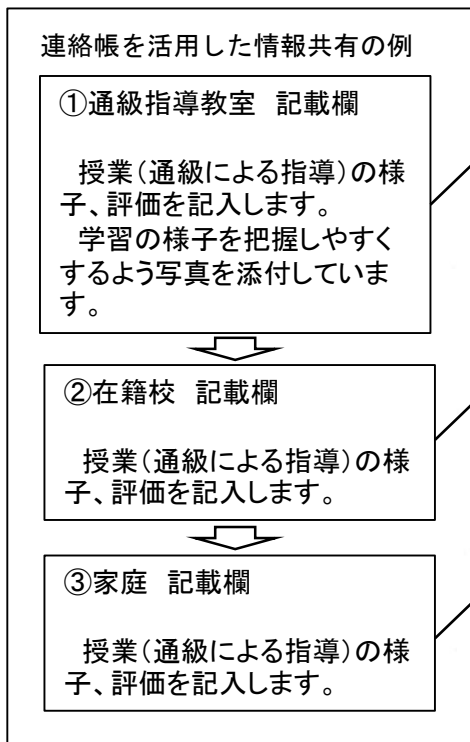 連絡帳を活用した情報共有の例
①通級指導教室 記載欄
授業(通級による指導)の様
子、評価を記入します。
学習の様子を把握しやすく
するよう写真を添付していま
す。
②在籍校 記載欄
授業(通級による指導)の様
子、評価を記入します。
③家庭 記載欄
授業(通級による指導)の様
子、評価を記入します。